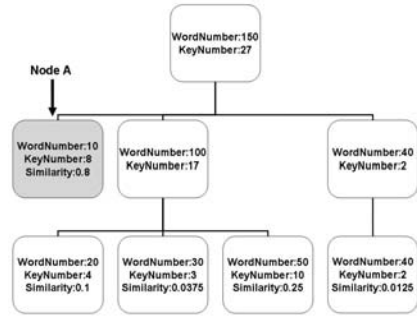 WordNumber:150
KeyNumber:27
Node A
WordNumber:10
KeyNumber:8
Similarity:0.8
WordNumber:100
KeyNumber:17
WordNumber:40
KeyNumber:2
WordNumber:20
KeyNumber:4
Similarity:0.1
WordNumber:30
KeyNumber:3
Similarity:0.0375
WordNumber:50
KeyNumber:10
Similarity:0.25
WordNumber:40
KeyNumber:2
Similarity:0.0125